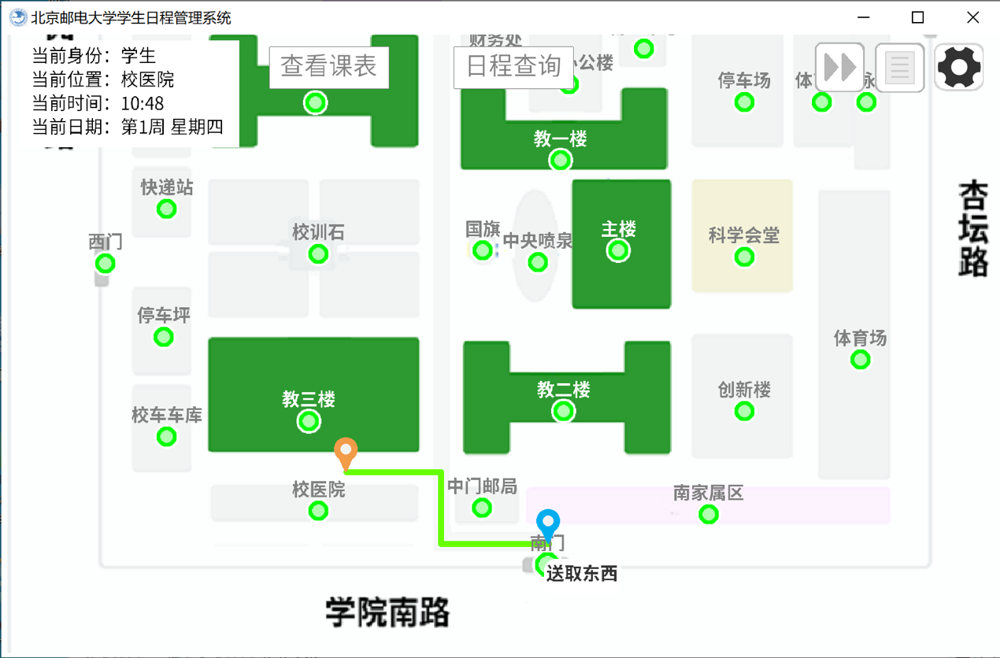 北京邮电大学学生日程管理系统
当前身份：学生
当前位置：校医院
当前时间：10:48
当前日期：第1周 星期四
查看课表
财务处
日程查询
办公楼
停车场
体
泳
教一楼
快递站
西门
校训石
国旗
中央喷泉
主楼
科学会堂
杏坛路
停车坪
体育场
教三楼
教二楼
创新楼
校车车库
校医院
中门邮局
南家属区
南门
送取东西
学院南路